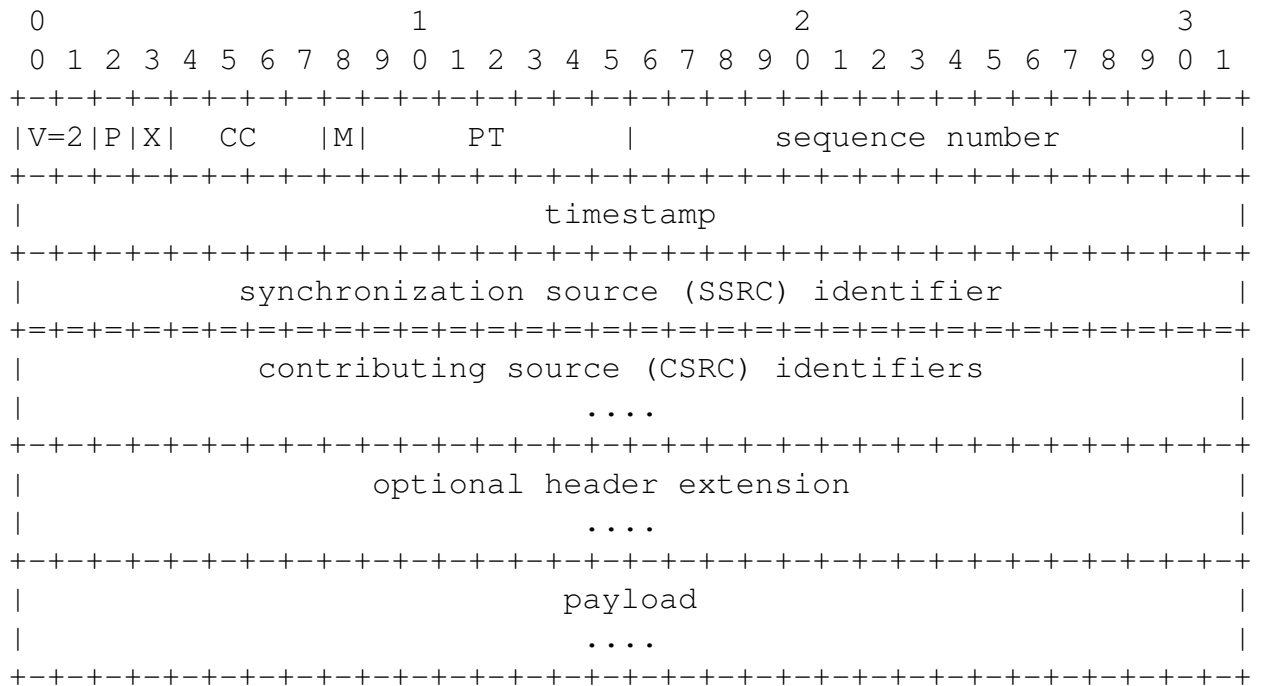 0                   1                   2                   3
 0 1 2 3 4 5 6 7 8 9 0 1 2 3 4 5 6 7 8 9 0 1 2 3 4 5 6 7 8 9 0 1
+-+-+-+-+-+-+-+-+-+-+-+-+-+-+-+-+-+-+-+-+-+-+-+-+-+-+-+-+-+-+-+-+
|V=2|P|X|  CC   |M|     PT      |       sequence number         |
+-+-+-+-+-+-+-+-+-+-+-+-+-+-+-+-+-+-+-+-+-+-+-+-+-+-+-+-+-+-+-+-+
|                           timestamp                           |
+-+-+-+-+-+-+-+-+-+-+-+-+-+-+-+-+-+-+-+-+-+-+-+-+-+-+-+-+-+-+-+-+
|           synchronization source (SSRC) identifier            |
+=+=+=+=+=+=+=+=+=+=+=+=+=+=+=+=+=+=+=+=+=+=+=+=+=+=+=+=+=+=+=+=+
|            contributing source (CSRC) identifiers             |
|                             ....                              |
+-+-+-+-+-+-+-+-+-+-+-+-+-+-+-+-+-+-+-+-+-+-+-+-+-+-+-+-+-+-+-+-+
|                  optional header extension                    |
|                             ....                              |
+-+-+-+-+-+-+-+-+-+-+-+-+-+-+-+-+-+-+-+-+-+-+-+-+-+-+-+-+-+-+-+-+
|                            payload                            |
|                             ....                              |
+-+-+-+-+-+-+-+-+-+-+-+-+-+-+-+-+-+-+-+-+-+-+-+-+-+-+-+-+-+-+-+-+